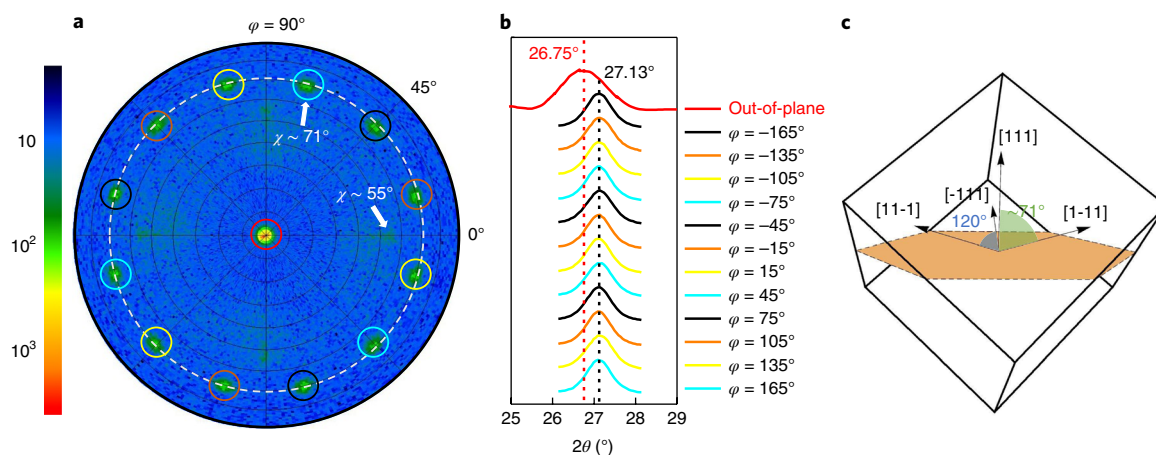 a
φ = 90°
45°
0°
χ ~ 71°
χ ~ 55°
10
10²
10³
b
26.75°
27.13°
Out-of-plane
φ = –165°
φ = –135°
φ = –105°
φ = –75°
φ = –45°
φ = –15°
φ = 15°
φ = 45°
φ = 75°
φ = 105°
φ = 135°
φ = 165°
25 26 27 28 29
2θ (°)
c
[111]
[-111]
[11-1]
[1-11]
120°
~71°